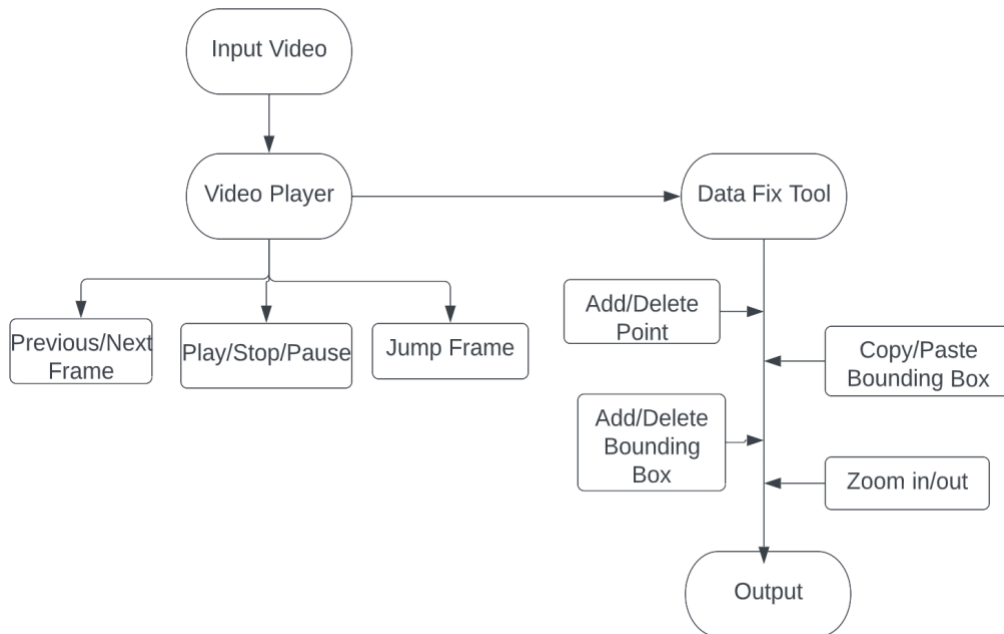 Input Video
Video Player
Data Fix Tool
Previous/Next
Frame
Play/Stop/Pause
Jump Frame
Add/Delete
Point
Copy/Paste
Bounding Box
Add/Delete
Bounding
Box
Zoom in/out
Output